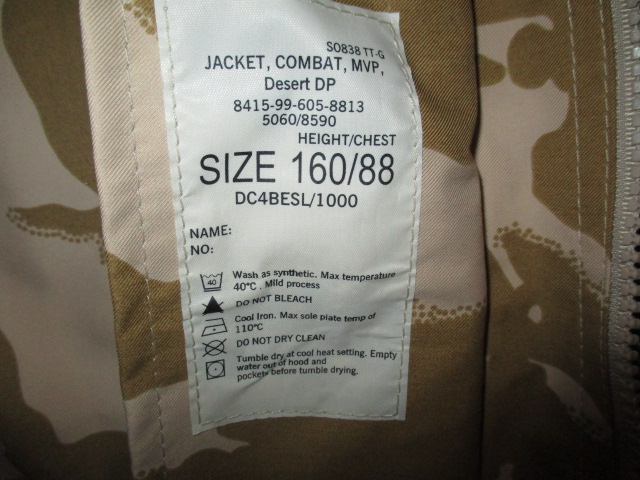 SO838 TT-G
JACKET, COMBAT, MVP,
Desert DP
8415-99-605-8813
5060/8590
HEIGHT/CHEST
SIZE 160/88
DC4BESL/1000
NAME:
NO:
40
Wash as synthetic. Max temperature
40°C. Mild process
DO NOT BLEACH
Cool Iron. Max sole plate temp of
110°C
DO NOT DRY CLEAN
Tumble dry at cool heat setting. Empty
water out of hood and
pockets before tumble drying.